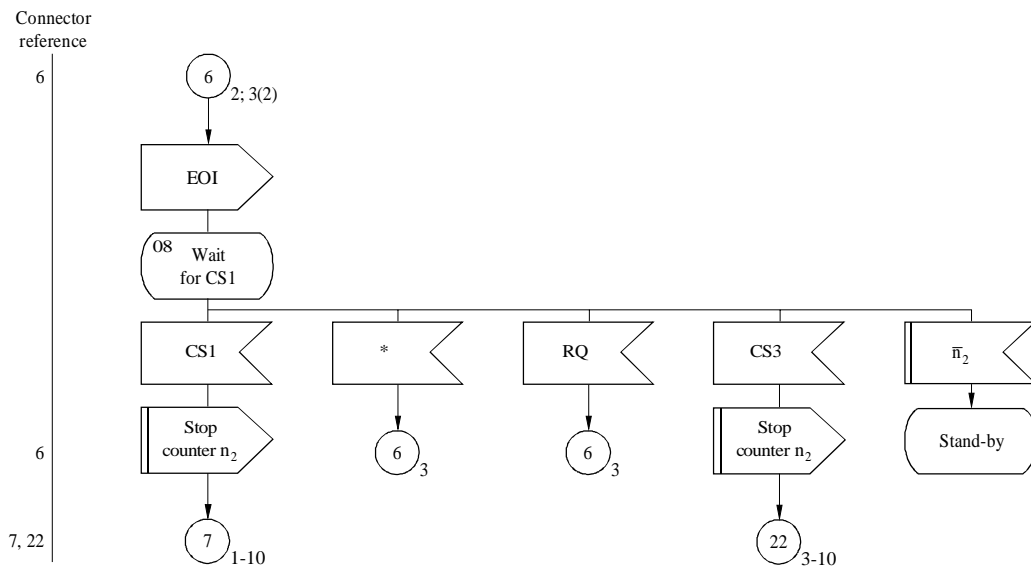 Connector
reference
6
6
2; 3(2)
EOI
08
Wait
for CS1
CS1
*
RQ
CS3
n̅2
Stop
counter n2
6
3
6
3
Stop
counter n2
Stand-by
6
7, 22
7
1-10
22
3-10